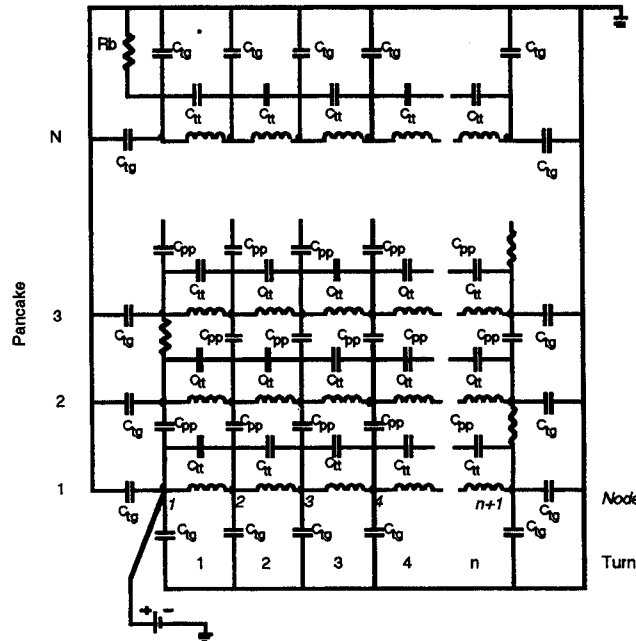 Rb Ctg Ctg Ctg Ctg Ctg
Ctt Ctt Ctt Ctt Ctt
N
Ctg Ctg
Cpp Cpp Cpp Cpp Cpp
Ctt Ctt Ctt Ctt Ctt
3
Ctg Cpp Cpp Cpp Cpp Ctg
Ctt Ctt Ctt Ctt Ctt
2
Ctg Cpp Cpp Cpp Cpp Cpp Ctg
Ctt Ctt Ctt Ctt Ctt
1
Ctg 1 2 3 4 n+1 Ctg Node
Ctg Ctg Ctg Ctg Ctg
1 2 3 4 n Turn
+ −
Pancake